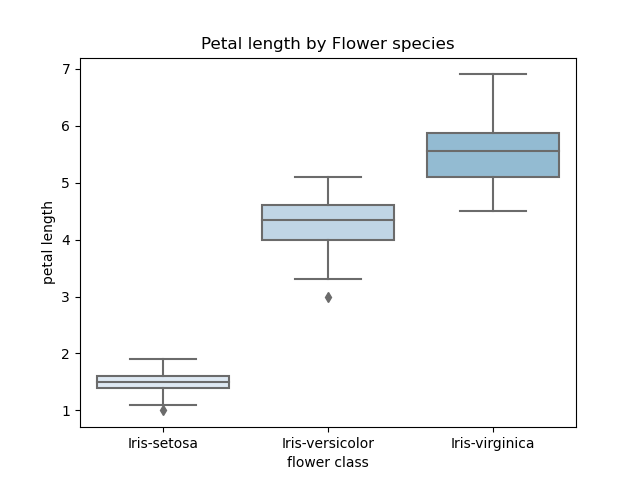 Petal length by Flower species
petal length
7
6
5
4
3
2
1
Iris-setosa Iris-versicolor Iris-virginica
flower class